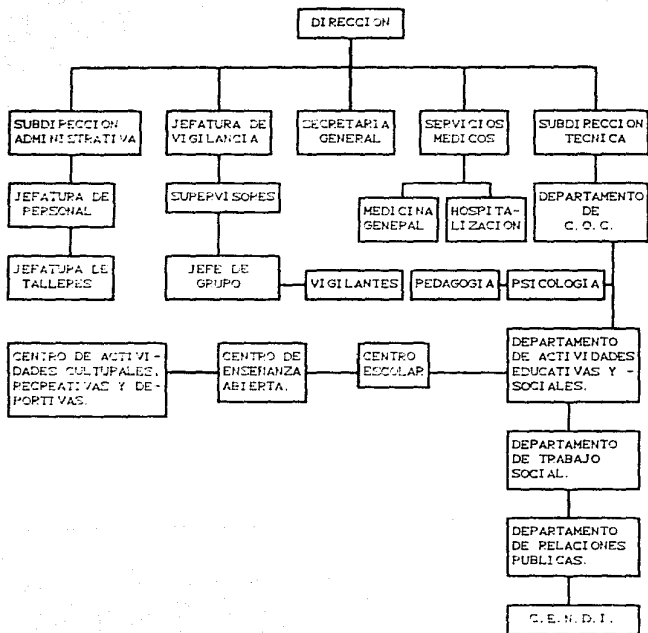 DIRECCION
SUBDIRECCION
ADMINISTRATIVA
JEFATURA DE
VIGILANCIA
SECRETARIA
GENERAL
SERVICIOS
MEDICOS
SUBDIRECCION
TECNICA
JEFATURA DE
PERSONAL
SUPERVISORES
MEDICINA
GENERAL
HOSPITA-
LIZACION
DEPARTAMENTO
DE
C. O. C.
JEFATURA DE
TALLERES
JEFE DE
GRUPO
VIGILANTES
PEDAGOGIA
PSICOLOGIA
CENTRO DE ACTIVI-
DADES CULTURALES,
RECREATIVAS Y DE-
PORTIVAS.
CENTRO DE
ENSEÑANZA
ABIERTA.
CENTRO
ESCOLAR
DEPARTAMENTO
DE ACTIVIDADES
EDUCATIVAS Y -
SOCIALES.
DEPARTAMENTO
DE TRABAJO
SOCIAL.
DEPARTAMENTO
DE RELACIONES
PUBLICAS.
C. E. N. D. I.